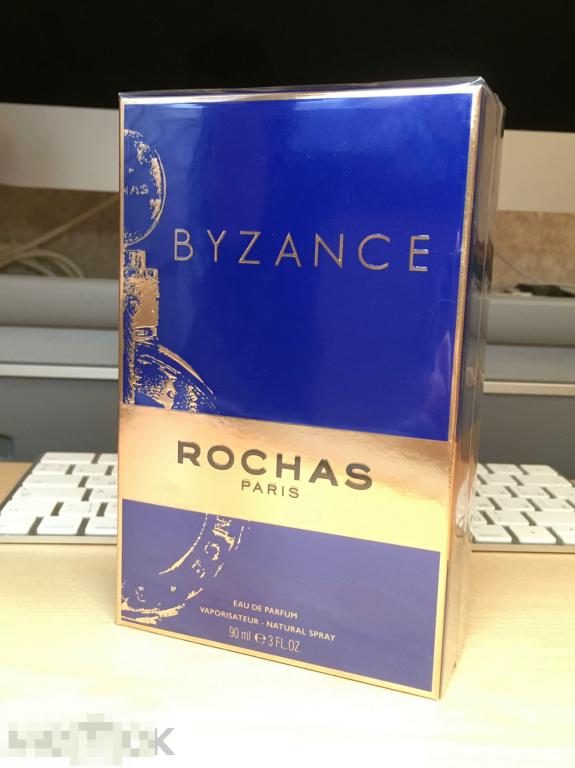 BYZANCE
ROCHAS
PARIS
EAU DE PARFUM
VAPORISATEUR - NATURAL SPRAY
90 ml ℮ 3 FL.OZ.